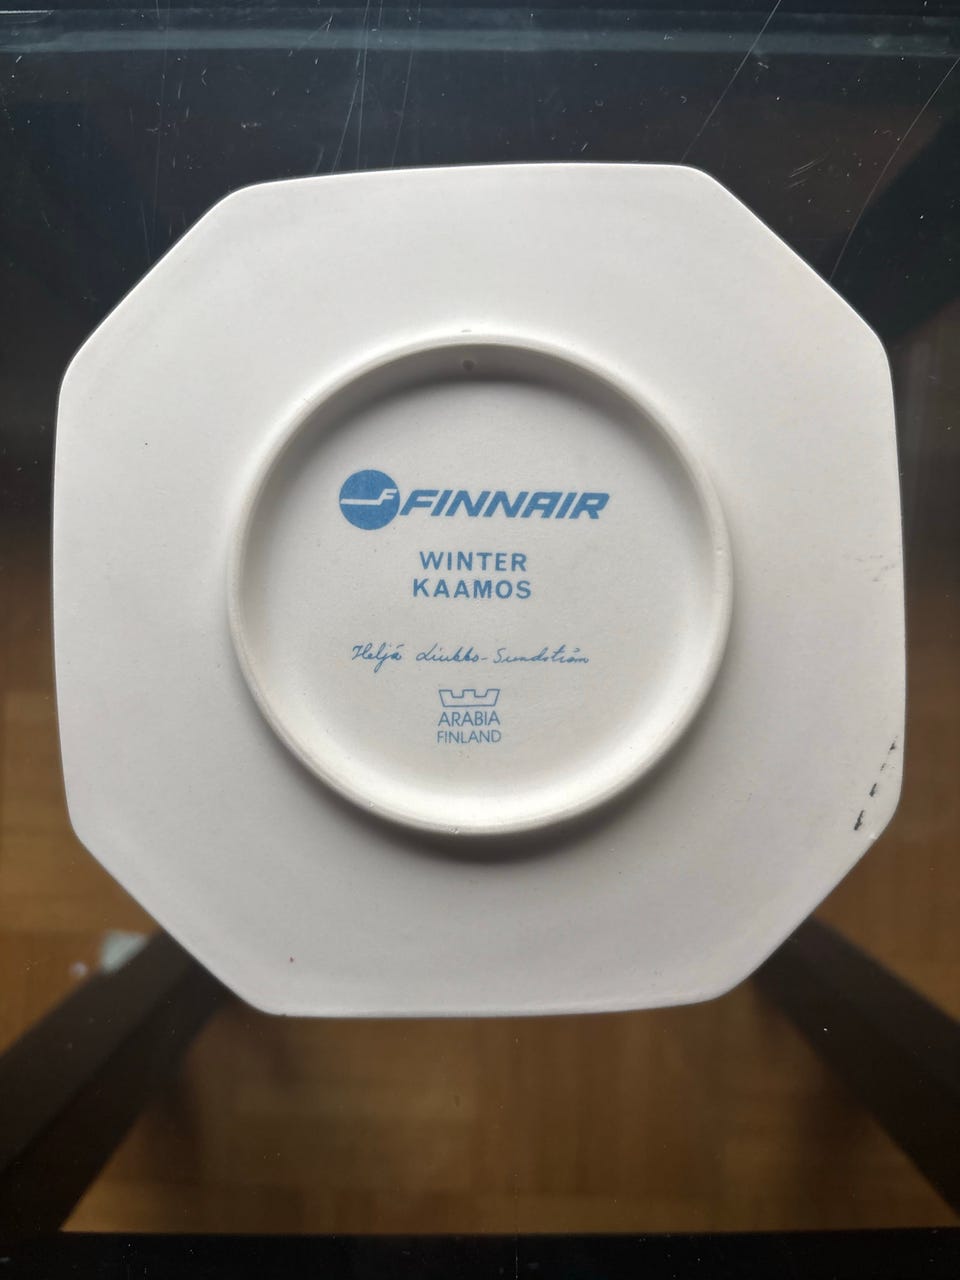 FINNAIR
WINTER
KAAMOS
Heljä Liukko-Sundström
ARABIA
FINLAND